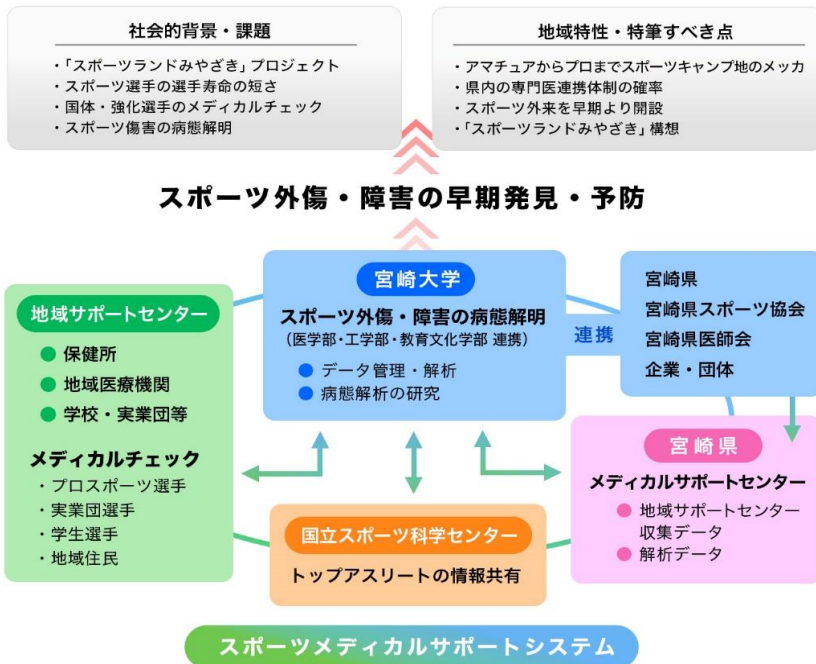 社会的背景・課題
・「スポーツランドみやざき」プロジェクト
・スポーツ選手の選手寿命の短さ
・国体・強化選手のメディカルチェック
・スポーツ傷害の病態解明
地域特性・特筆すべき点
・アマチュアからプロまでスポーツキャンプ地のメッカ
・県内の専門医連携体制の確率
・スポーツ外来を早期より開設
・「スポーツランドみやざき」構想
スポーツ外傷・障害の早期発見・予防
地域サポートセンター
保健所
地域医療機関
学校・実業団等
メディカルチェック
・プロスポーツ選手
・実業団選手
・学生選手
・地域住民
宮崎大学
スポーツ外傷・障害の病態解明
(医学部・工学部・教育文化学部 連携)
データ管理・解析
病態解析の研究
連携
宮崎県
宮崎県スポーツ協会
宮崎県医師会
企業・団体
宮崎県
メディカルサポートセンター
地域サポートセンター
収集データ
解析データ
国立スポーツ科学センター
トップアスリートの情報共有
スポーツメディカルサポートシステム